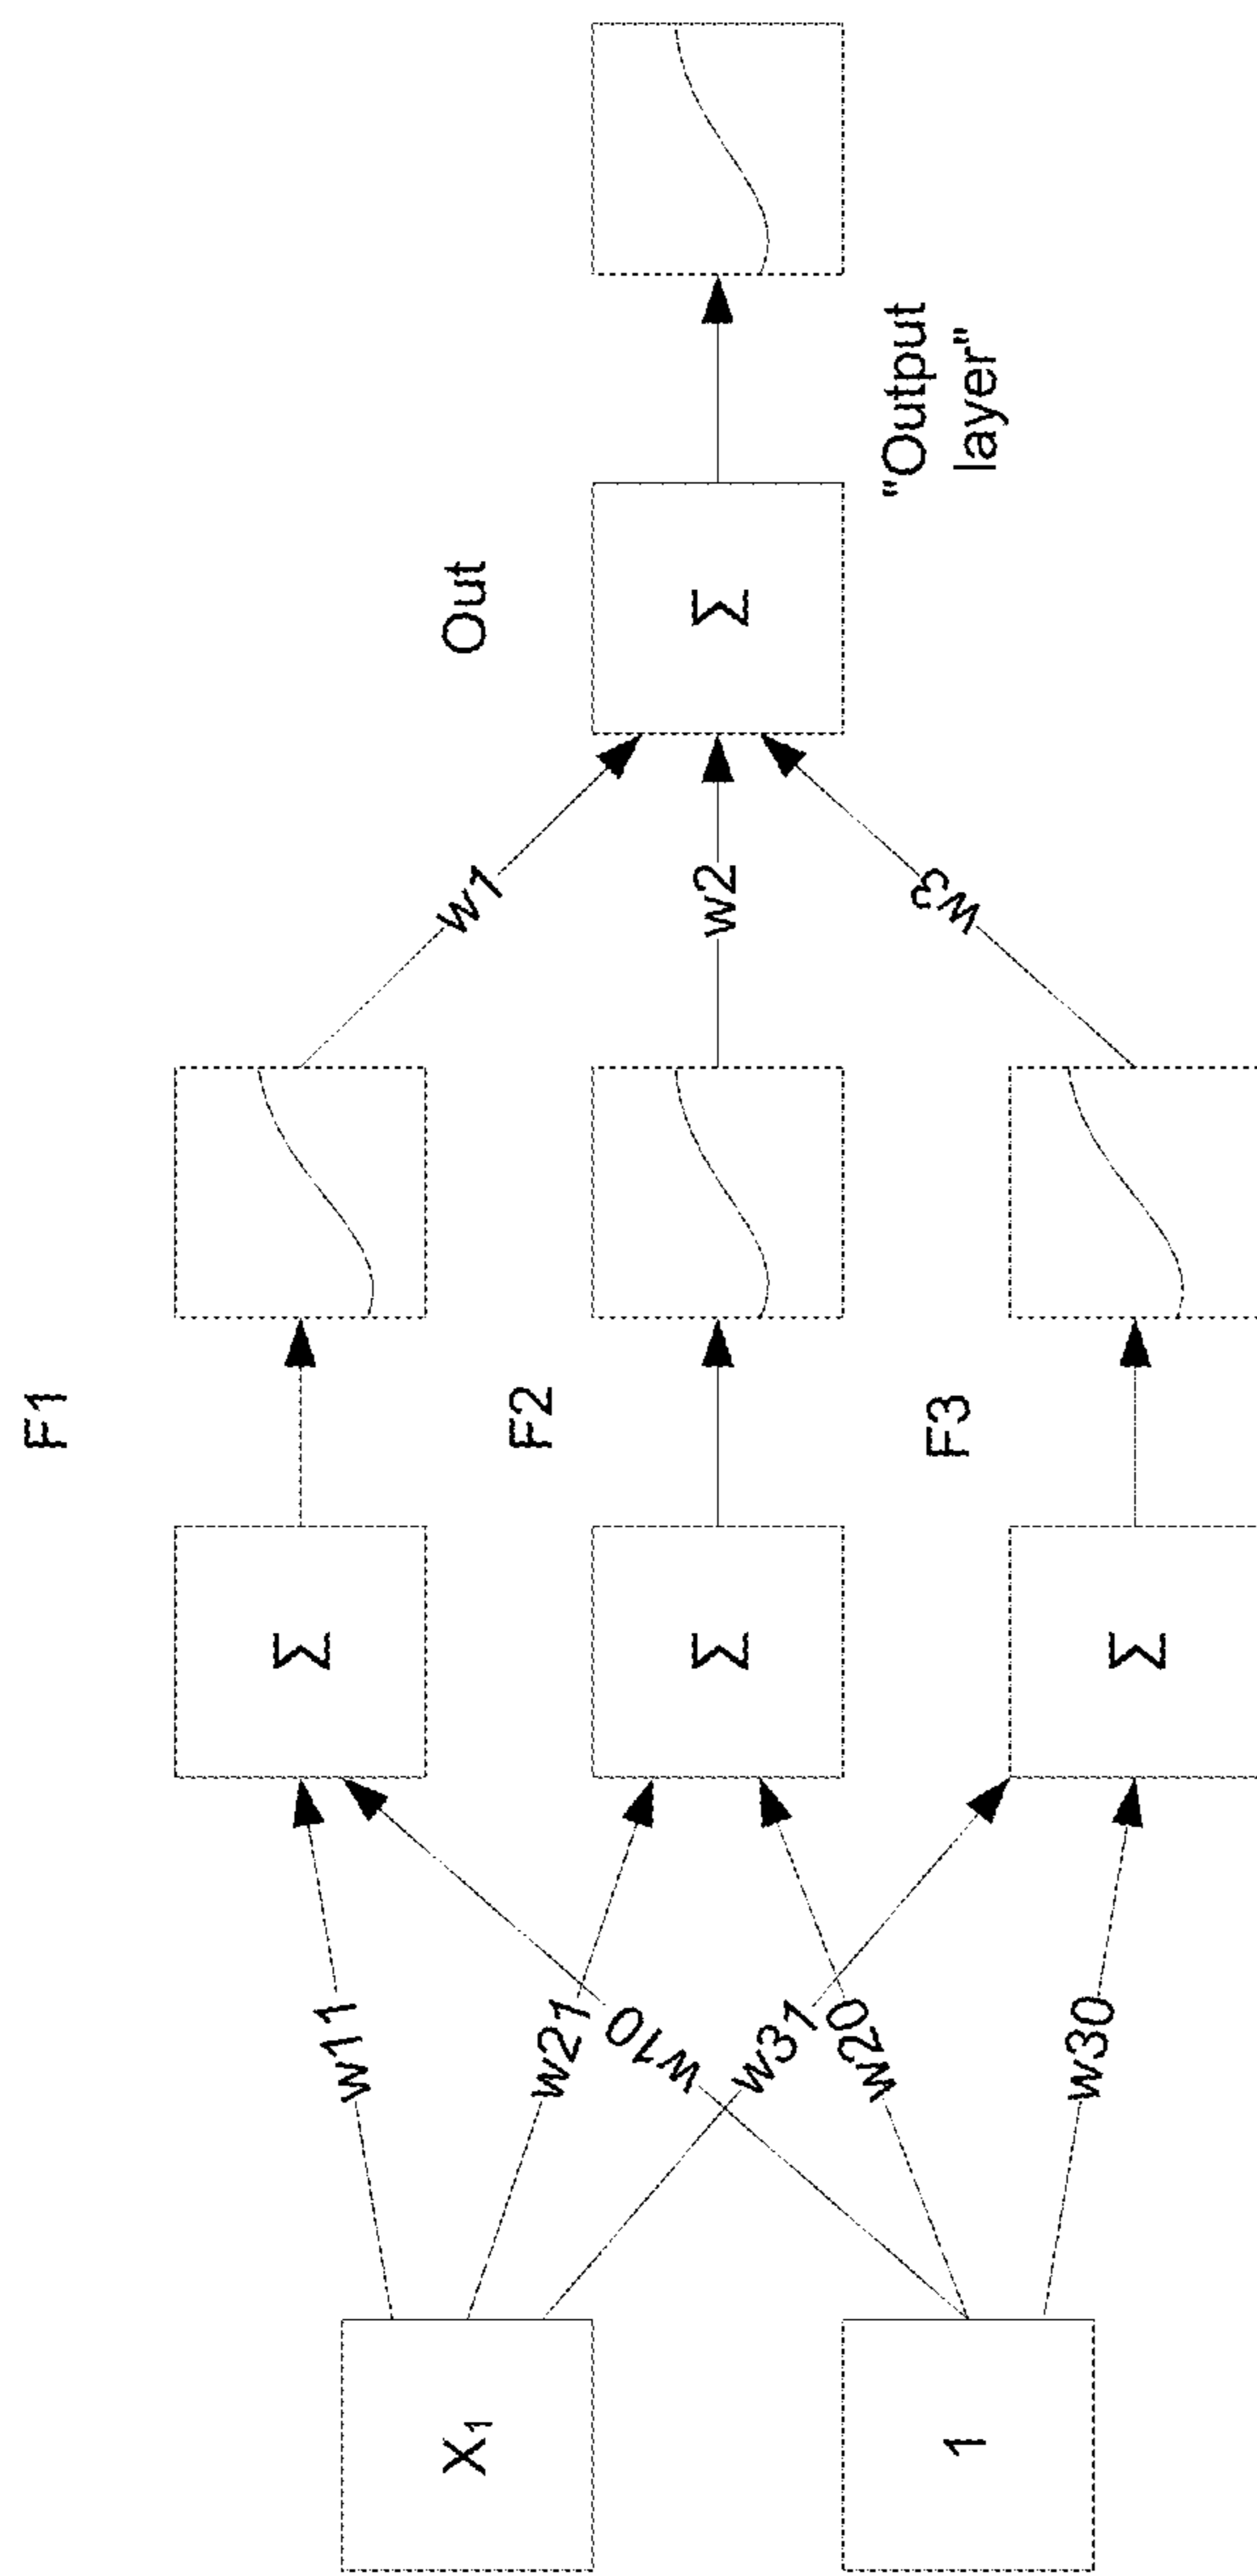 X₁
1
w11
w21
w10
w31
w20
w30
Σ
Σ
Σ
F1
F2
F3
w1
w2
w3
Out
Σ
"Output
layer"